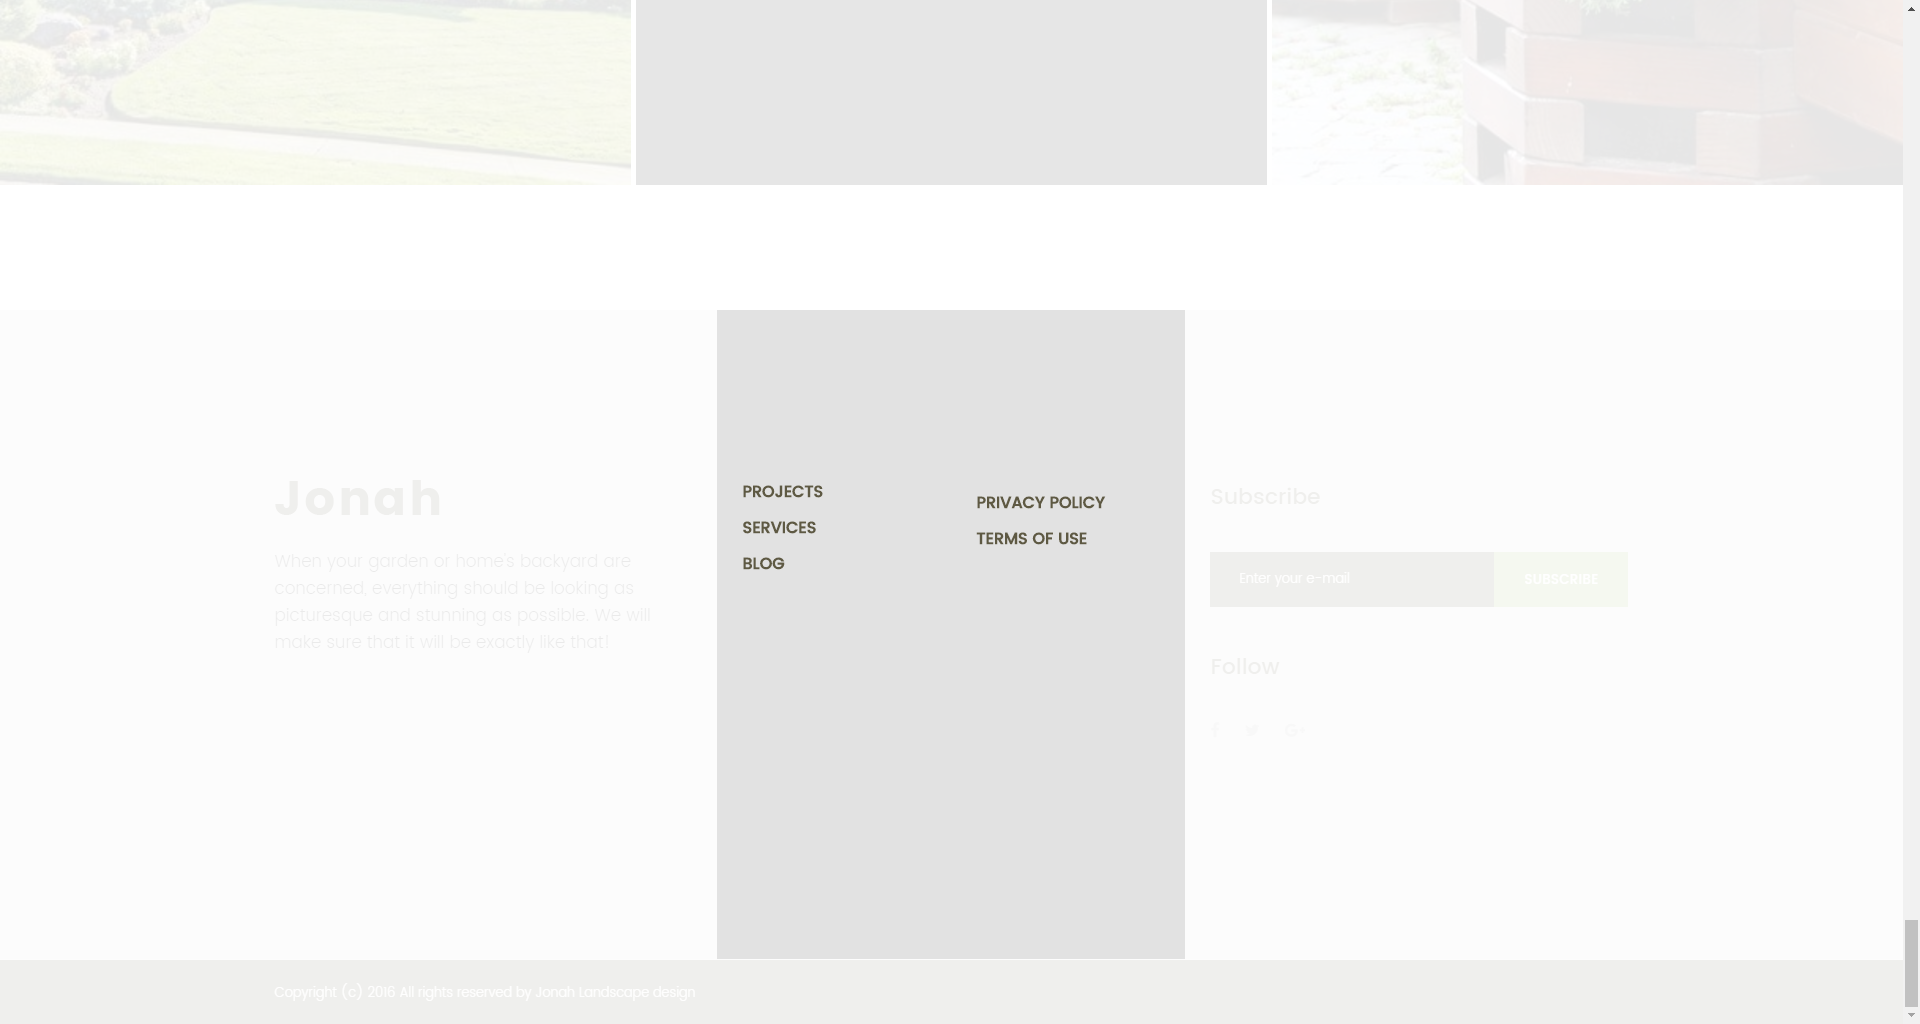 Jonah
When your garden or home's backyard are
concerned, everything should be looking as
picturesque and stunning as possible. We will
make sure that it will be exactly like that!
PROJECTS
SERVICES
BLOG
PRIVACY POLICY
TERMS OF USE
Subscribe
Enter your e-mail
SUBSCRIBE
Follow
G+
Copyright (c) 2016 All rights reserved by Jonah Landscape design